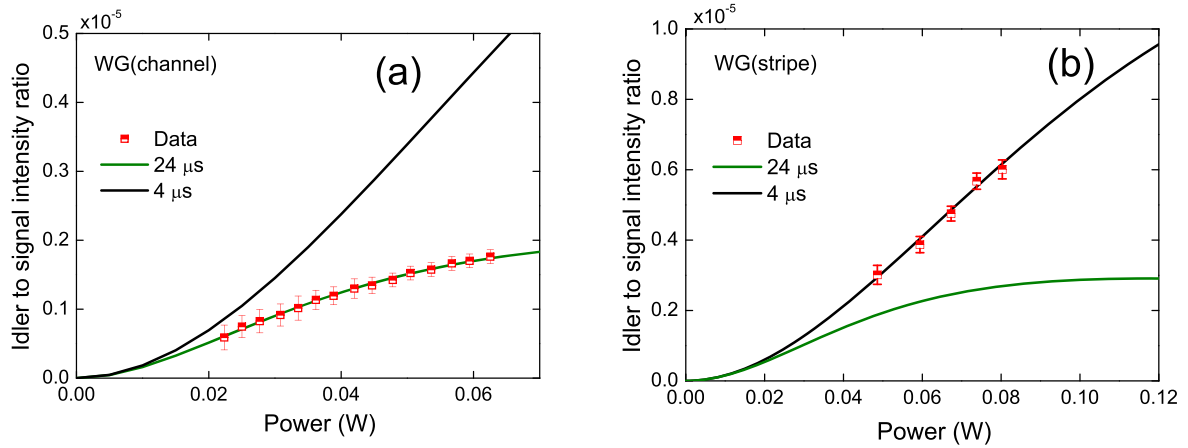 x10^-5
0.5
0.4
0.3
0.2
0.1
0.0
Idler to signal intensity ratio
WG(channel)
(a)
Data
24 μs
4 μs
0.00 0.02 0.04 0.06
Power (W)
x10^-5
1.0
0.8
0.6
0.4
0.2
0.0
Idler to signal intensity ratio
WG(stripe)
(b)
Data
24 μs
4 μs
0.00 0.02 0.04 0.06 0.08 0.10 0.12
Power (W)